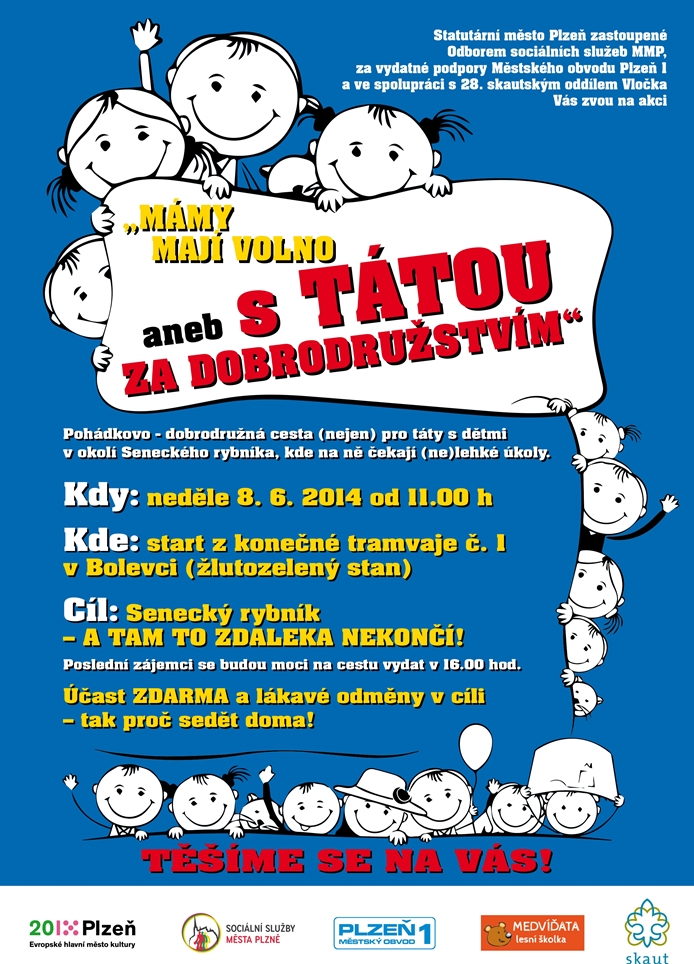 Statutární město Plzeň zastoupené
Odborem sociálních služeb MMP,
za vydatné podpory Městského obvodu Plzeň 1
a ve spolupráci s 28. skautským oddílem Vločka
Vás zvou na akci
„MÁMY
MAJÍ VOLNO
aneb S TÁTOU
ZA DOBRODRUŽSTVÍM“
Pohádkovo - dobrodružná cesta (nejen) pro táty s dětmi
v okolí Seneckého rybníka, kde na ně čekají (ne)lehké úkoly.
Kdy: neděle 8. 6. 2014 od 11.00 h
Kde: start z konečné tramvaje č. 1
v Bolevci (žlutozelený stan)
Cíl: Senecký rybník
– A TAM TO ZDALEKA NEKONČÍ!
Poslední zájemci se budou moci na cestu vydat v 16.00 hod.
Účast ZDARMA a lákavé odměny v cíli
– tak proč sedět doma!
TĚŠÍME SE NA VÁS!
Plzeň
Evropské hlavní město kultury
SOCIÁLNÍ SLUŽBY
MĚSTA PLZNĚ
PLZEŇ 1
MĚSTSKÝ OBVOD
MEDVÍĎATA
lesní školka
skaut